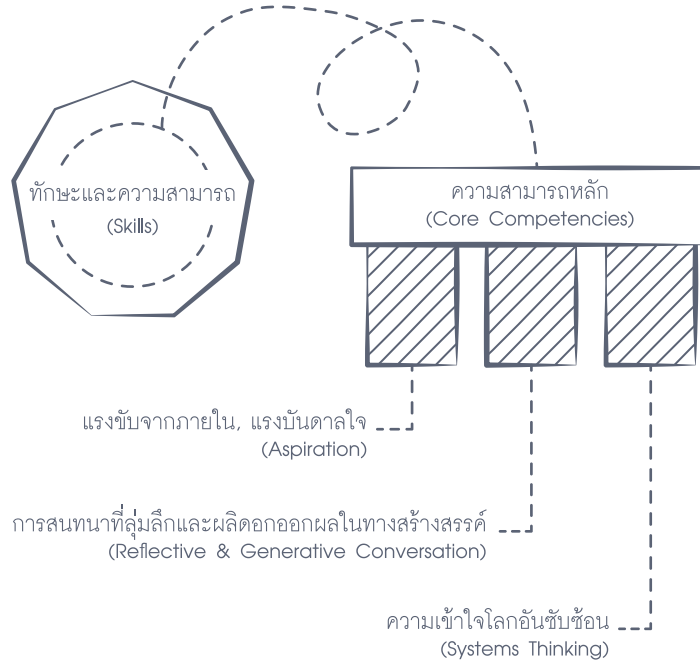 ทักษะและความสามารถ
(Skills)
ความสามารถหลัก
(Core Competencies)
แรงขับจากภายใน, แรงบันดาลใจ
(Aspiration)
การสนทนาที่ลุ่มลึกและผลิดอกออกผลในทางสร้างสรรค์
(Reflective & Generative Conversation)
ความเข้าใจโลกอันซับซ้อน
(Systems Thinking)